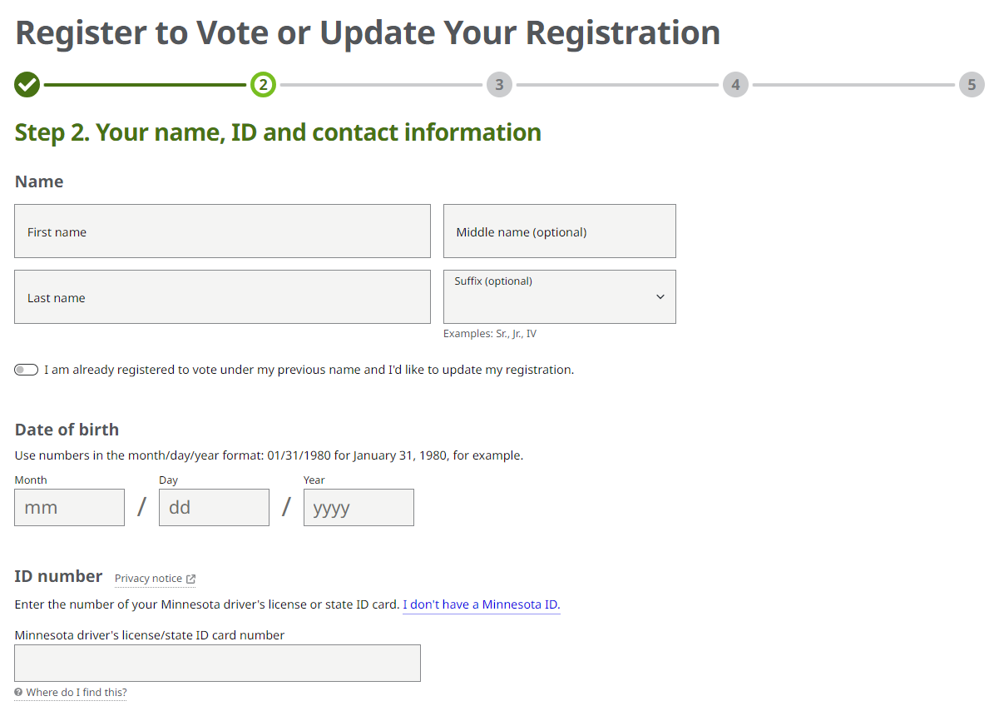 Register to Vote or Update Your Registration
2 3 4 5
Step 2. Your name, ID and contact information
Name
First name Middle name (optional)
Last name Suffix (optional)
Examples: Sr., Jr., IV
I am already registered to vote under my previous name and I'd like to update my registration.
Date of birth
Use numbers in the month/day/year format: 01/31/1980 for January 31, 1980, for example.
Month Day Year
mm / dd / yyyy
ID number Privacy notice
Enter the number of your Minnesota driver's license or state ID card. I don't have a Minnesota ID.
Minnesota driver's license/state ID card number
Where do I find this?